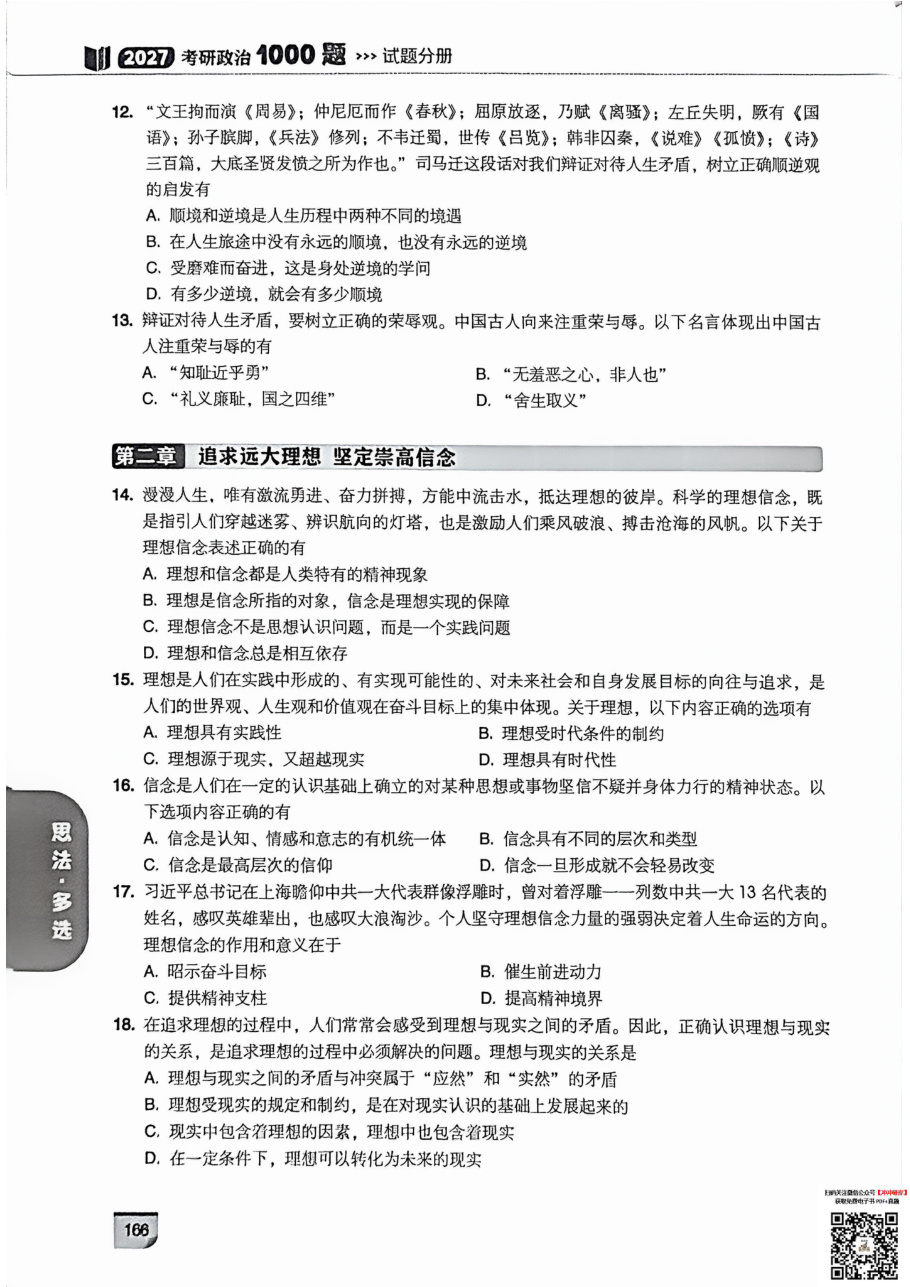 2027 考研政治1000题 >>> 试题分册
12. “文王拘而演《周易》；仲尼厄而作《春秋》；屈原放逐，乃赋《离骚》；左丘失明，厥有《国
语》；孙子膑脚，《兵法》修列；不韦迁蜀，世传《吕览》；韩非囚秦，《说难》《孤愤》；《诗》
三百篇，大底圣贤发愤之所为作也。”司马迁这段话对我们辩证对待人生矛盾，树立正确顺逆观
的启发有
A. 顺境和逆境是人生历程中两种不同的境遇
B. 在人生旅途中没有永远的顺境，也没有永远的逆境
C. 受磨难而奋进，这是身处逆境的学问
D. 有多少逆境，就会有多少顺境
13. 辩证对待人生矛盾，要树立正确的荣辱观。中国古人向来注重荣与辱。以下名言体现出中国古
人注重荣与辱的有
A. “知耻近乎勇” B. “无羞恶之心，非人也”
C. “礼义廉耻，国之四维” D. “舍生取义”
第二章 追求远大理想 坚定崇高信念
14. 漫漫人生，唯有激流勇进、奋力拼搏，方能中流击水，抵达理想的彼岸。科学的理想信念，既
是指引人们穿越迷雾、辨识航向的灯塔，也是激励人们乘风破浪、搏击沧海的风帆。以下关于
理想信念表述正确的有
A. 理想和信念都是人类特有的精神现象
B. 理想是信念所指的对象，信念是理想实现的保障
C. 理想信念不是思想认识问题，而是一个实践问题
D. 理想和信念总是相互依存
15. 理想是人们在实践中形成的、有实现可能性的、对未来社会和自身发展目标的向往与追求，是
人们的世界观、人生观和价值观在奋斗目标上的集中体现。关于理想，以下内容正确的选项有
A. 理想具有实践性 B. 理想受时代条件的制约
C. 理想源于现实，又超越现实 D. 理想具有时代性
16. 信念是人们在一定的认识基础上确立的对某种思想或事物坚信不疑并身体力行的精神状态。以
下选项内容正确的有
A. 信念是认知、情感和意志的有机统一体 B. 信念具有不同的层次和类型
C. 信念是最高层次的信仰 D. 信念一旦形成就不会轻易改变
17. 习近平总书记在上海瞻仰中共一大代表群像浮雕时，曾对着浮雕一一列数中共一大 13 名代表的
姓名，感叹英雄辈出，也感叹大浪淘沙。个人坚守理想信念力量的强弱决定着人生命运的方向。
理想信念的作用和意义在于
A. 昭示奋斗目标 B. 催生前进动力
C. 提供精神支柱 D. 提高精神境界
18. 在追求理想的过程中，人们常常会感受到理想与现实之间的矛盾。因此，正确认识理想与现实
的关系，是追求理想的过程中必须解决的问题。理想与现实的关系是
A. 理想与现实之间的矛盾与冲突属于“应然”和“实然”的矛盾
B. 理想受现实的规定和制约，是在对现实认识的基础上发展起来的
C. 现实中包含着理想的因素，理想中也包含着现实
D. 在一定条件下，理想可以转化为未来的现实
思法·多选
166
扫码关注微信公众号
获取免费电子书PDF+真题